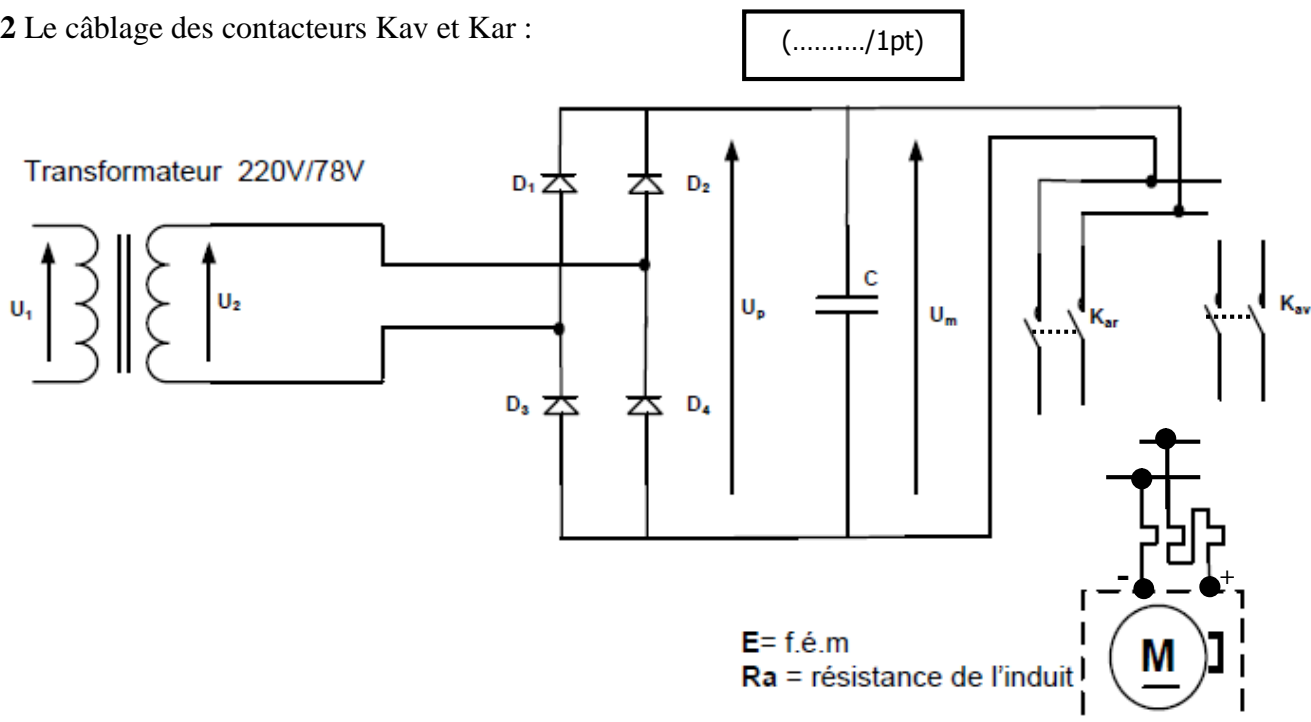 2 Le câblage des contacteurs Kav et Kar :
(........../1pt)
Transformateur 220V/78V
D₁
D₂
U₁
U₂
Uₚ
C
Uₘ
Kₐᵣ
Kₐᵥ
D₃
D₄
- +
E= f.é.m
Ra = résistance de l'induit
M